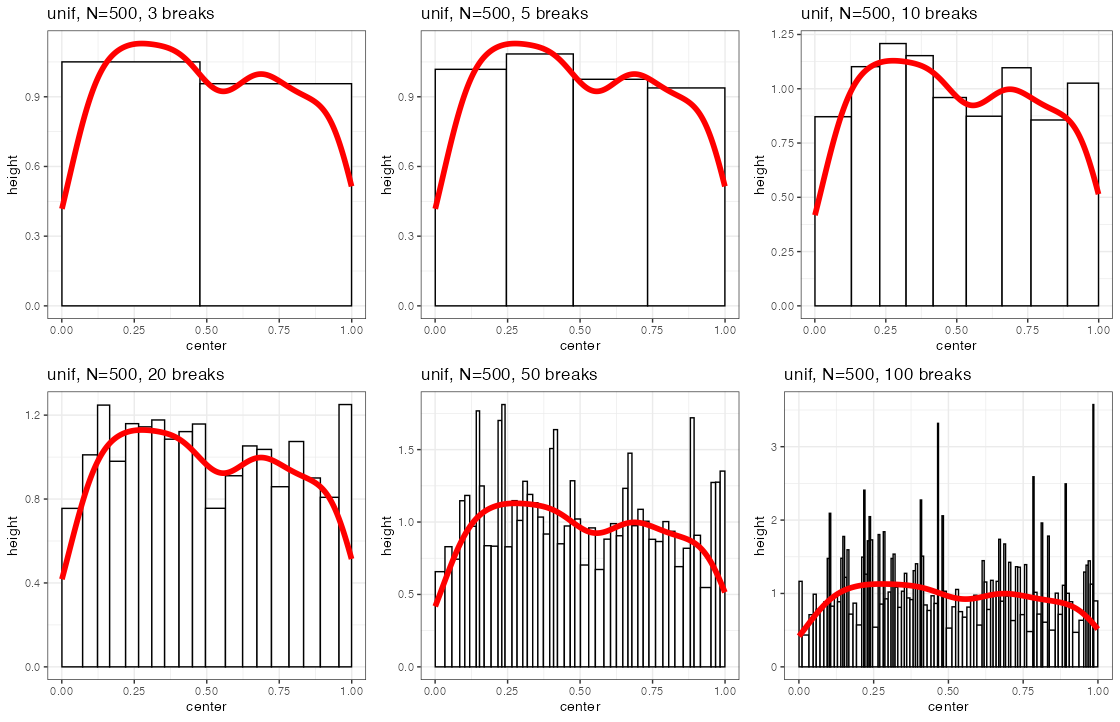 unif, N=500, 3 breaks
height
0.9
0.6
0.3
0.0
0.00 0.25 0.50 0.75 1.00
center
unif, N=500, 5 breaks
height
0.9
0.6
0.3
0.0
0.00 0.25 0.50 0.75 1.00
center
unif, N=500, 10 breaks
height
1.25
1.00
0.75
0.50
0.25
0.00
0.00 0.25 0.50 0.75 1.00
center
unif, N=500, 20 breaks
height
1.2
0.8
0.4
0.0
0.00 0.25 0.50 0.75 1.00
center
unif, N=500, 50 breaks
height
1.5
1.0
0.5
0.0
0.00 0.25 0.50 0.75 1.00
center
unif, N=500, 100 breaks
height
3
2
1
0
0.00 0.25 0.50 0.75 1.00
center